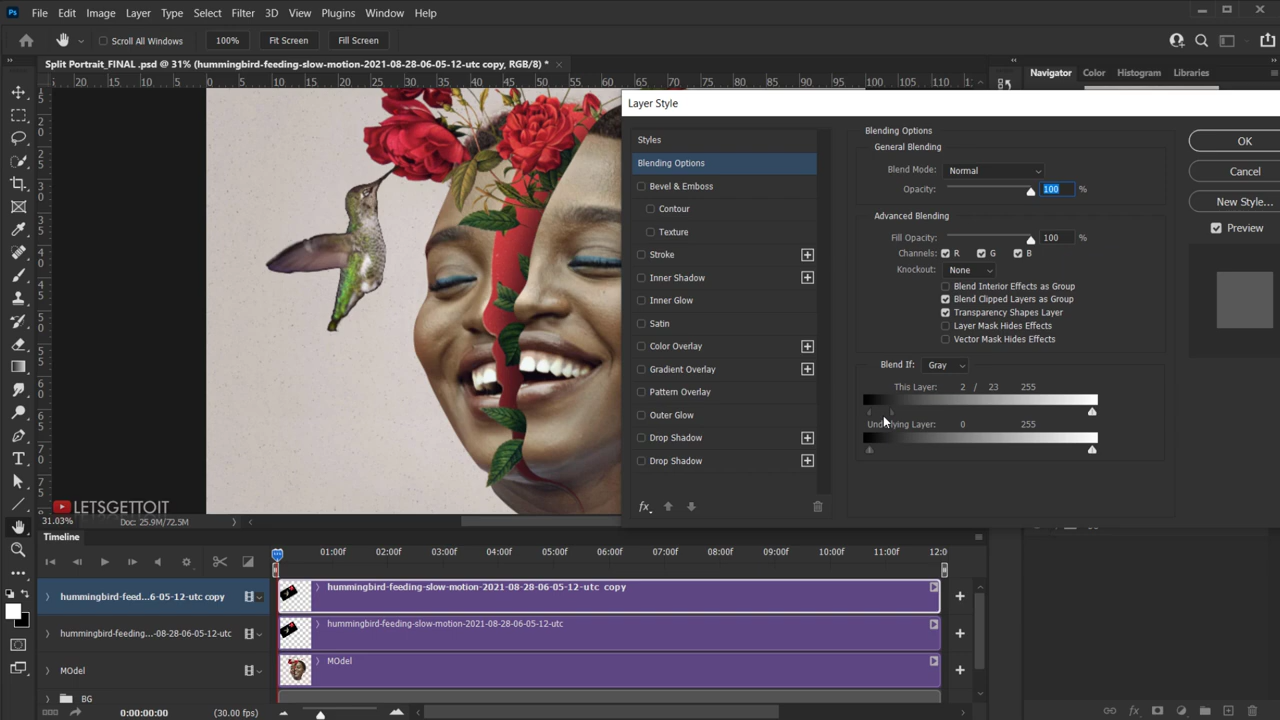 Ps File Edit Image Layer Type Select Filter 3D View Plugins Window Help
Scroll All Windows 100% Fit Screen Fill Screen
Split Portrait_FINAL .psd @ 31% (hummingbird-feeding-slow-motion-2021-08-28-06-05-12-utc copy, RGB/8) *
Navigator Color Histogram Libraries
Layer Style
Styles
Blending Options
Bevel & Emboss
Contour
Texture
Stroke
Inner Shadow
Inner Glow
Satin
Color Overlay
Gradient Overlay
Pattern Overlay
Outer Glow
Drop Shadow
Drop Shadow
fx
Blending Options
General Blending
Blend Mode: Normal
Opacity: 100 %
Advanced Blending
Fill Opacity: 100 %
Channels: R G B
Knockout: None
Blend Interior Effects as Group
Blend Clipped Layers as Group
Transparency Shapes Layer
Layer Mask Hides Effects
Vector Mask Hides Effects
Blend If: Gray
This Layer: 2 / 23 255
Underlying Layer: 0 255
OK
Cancel
New Style...
Preview
LETSGETTOIT
31.03% Doc: 25.9M/72.5M
Timeline
01:00f 02:00f 03:00f 04:00f 05:00f 06:00f 07:00f 08:00f 09:00f 10:00f 11:00f 12:0
hummingbird-feed...6-05-12-utc copy
hummingbird-feeding-slow-motion-2021-08-28-06-05-12-utc copy
hummingbird-feeding...-08-28-06-05-12-utc
hummingbird-feeding-slow-motion-2021-08-28-06-05-12-utc
MOdel
MOdel
BG
0:00:00:00 (30.00 fps)